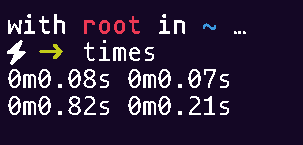 with root in ~ …
⚡ → times
0m0.08s 0m0.07s
0m0.82s 0m0.21s